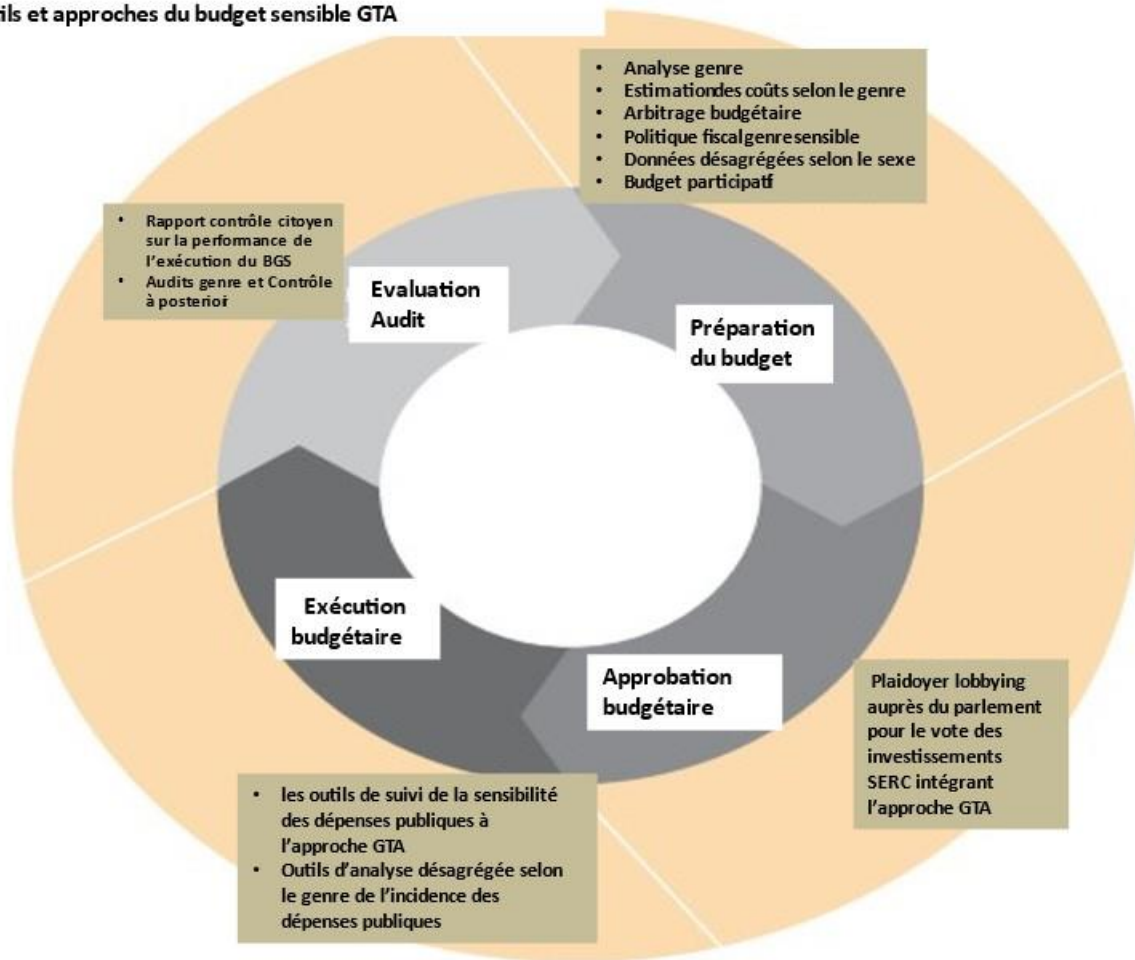 ils et approches du budget sensible GTA
• Analyse genre
• Estimationdes coûts selon le genre
• Arbitrage budgétaire
• Politique fiscalgenresensible
• Données désagrégées selon le sexe
• Budget participatif
• Rapport contrôle citoyen
sur la performance de
l'exécution du BGS
• Audits genre et Contrôle
à posterioir
Evaluation
Audit
Préparation
du budget
Exécution
budgétaire
Approbation
budgétaire
Plaidoyer lobbying
auprès du parlement
pour le vote des
investissements
SERC intégrant
l'approche GTA
• les outils de suivi de la sensibilité
des dépenses publiques à
l'approche GTA
• Outils d'analyse désagrégée selon
le genre de l'incidence des
dépenses publiques